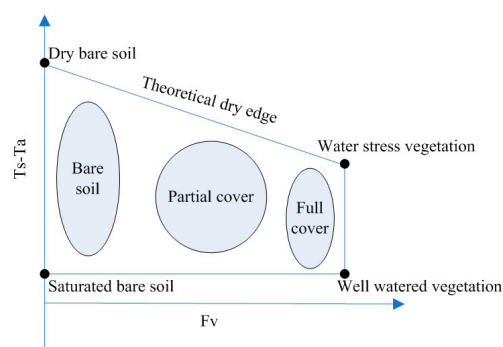 Dry bare soil
Theoretical dry edge
Water stress vegetation
Ts-Ta
Bare
soil
Partial cover
Full
cover
Saturated bare soil
Well watered vegetation
Fv